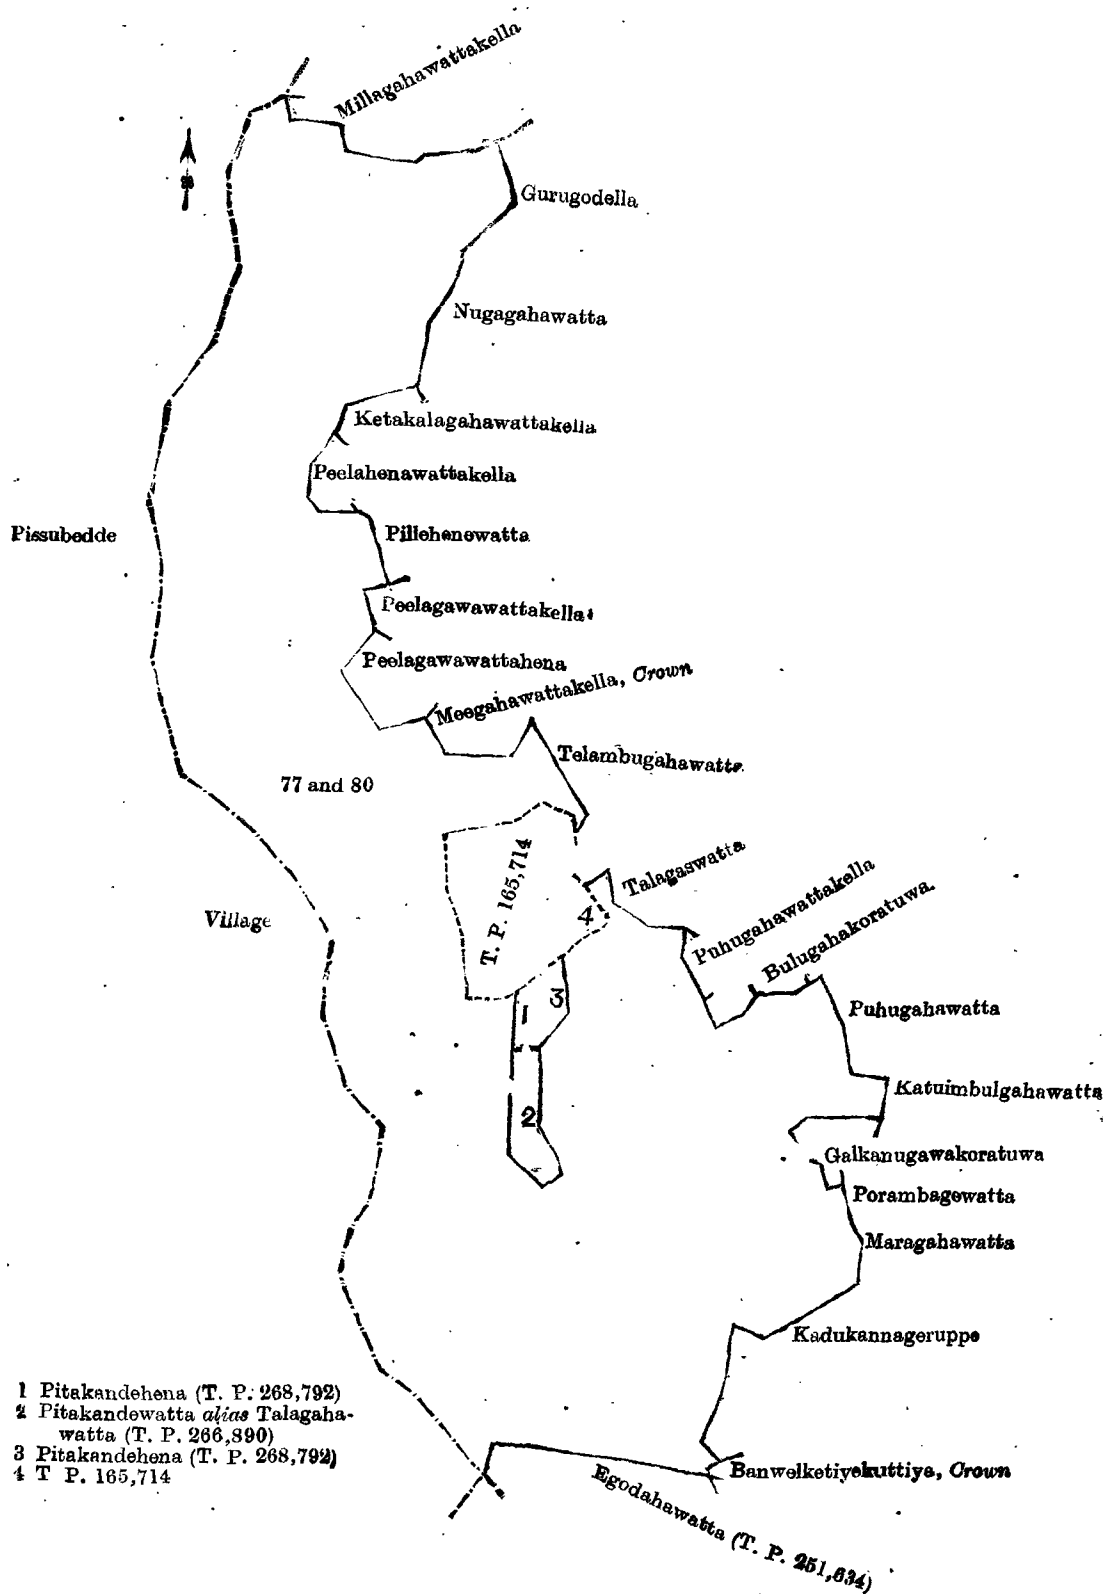 Millagahawattakella
Gurugodella
Nugagahawatta
Ketakalagahawattakella
Peelahenawattakella
Pissubedde
Pillehenewatta
Peelagawawattakella
Peelagawawattahena
Meegahawattakella, Crown
Telambugahawatta
77 and 80
T. P. 165,714
Talagaswatta
4
Village
Puhugahawattakella
Bulugahakoratuwa.
3
1
Puhugahawatta
Katuimbulgahawatta
2
Galkanugawakoratuwa
Porambagewatta
Maragahawatta
Kadukannageruppe
1 Pitakandehena (T. P. 268,792)
2 Pitakandewatta alias Talagaha-
watta (T. P. 266,890)
3 Pitakandehena (T. P. 268,792)
4 T P. 165,714
Banwelketiyekuttiya, Crown
Egodahawatta (T. P. 251,634)